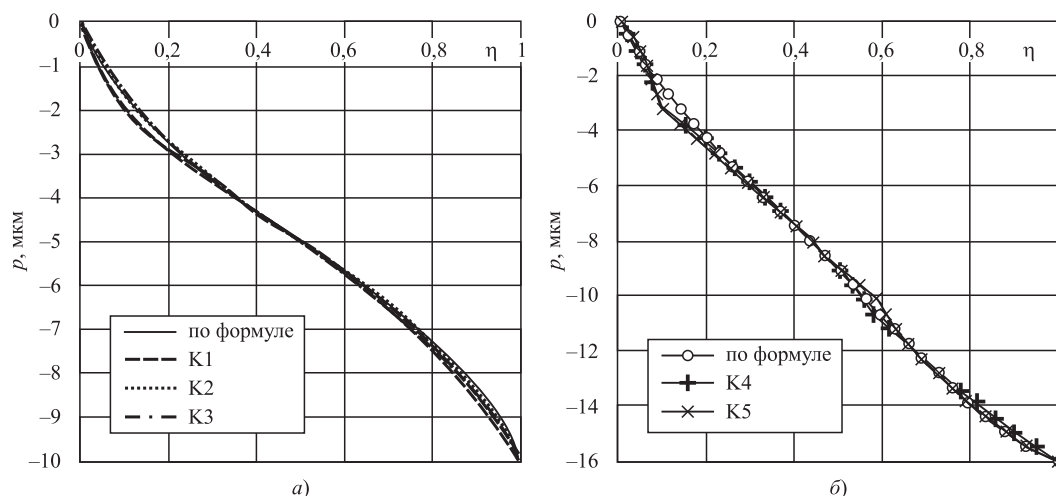 0
–1
–2
–3
–4
–5
–6
–7
–8
–9
–10
p, мкм
0
0,2
0,4
0,6
0,8
η
1
по формуле
K1
K2
K3
а)
0
–2
–4
–6
–8
–10
–12
–14
–16
p, мкм
0
0,2
0,4
0,6
0,8
η
1
по формуле
K4
K5
б)